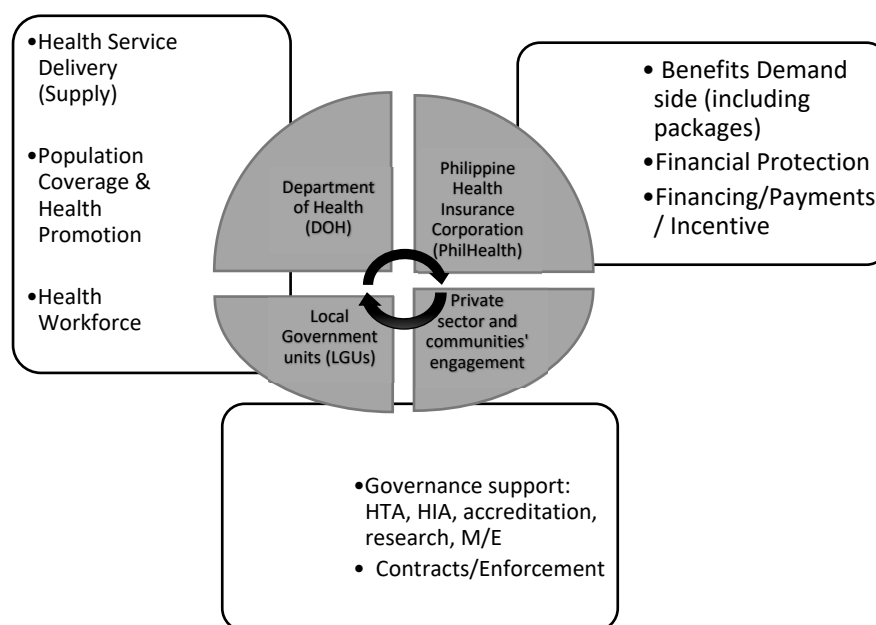 •Health Service
Delivery
(Supply)
•Population
Coverage &
Health
Promotion
•Health
Workforce
• Benefits Demand
side (including
packages)
•Financial Protection
•Financing/Payments
/ Incentive
Department
of Health
(DOH)
Philippine
Health
Insurance
Corporation
(PhilHealth)
Local
Government
units (LGUs)
Private
sector and
communities'
engagement
•Governance support:
HTA, HIA, accreditation,
research, M/E
• Contracts/Enforcement